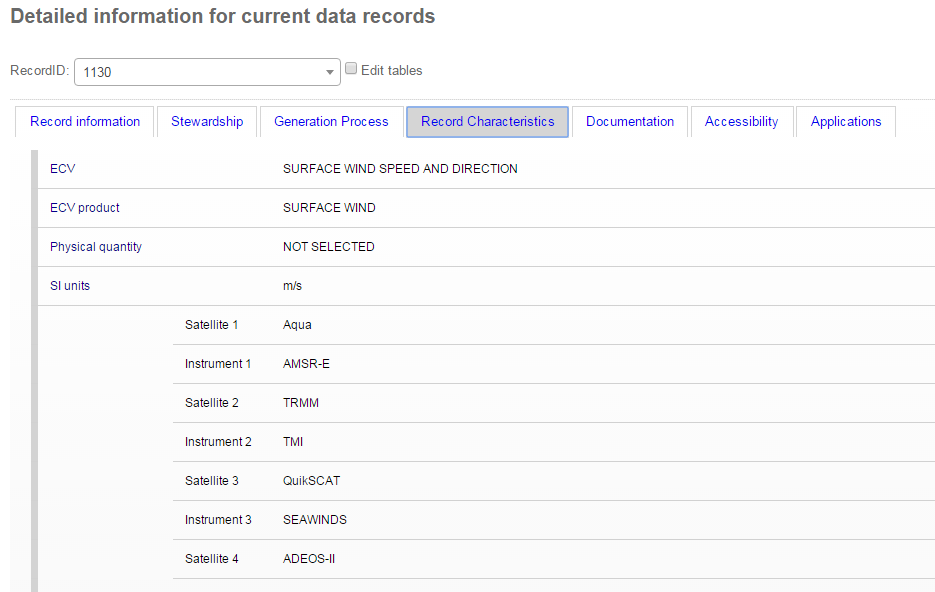 Detailed information for current data records
RecordID: 1130 Edit tables
Record information Stewardship Generation Process Record Characteristics Documentation Accessibility Applications
ECV SURFACE WIND SPEED AND DIRECTION
ECV product SURFACE WIND
Physical quantity NOT SELECTED
SI units m/s
Satellite 1 Aqua
Instrument 1 AMSR-E
Satellite 2 TRMM
Instrument 2 TMI
Satellite 3 QuikSCAT
Instrument 3 SEAWINDS
Satellite 4 ADEOS-II